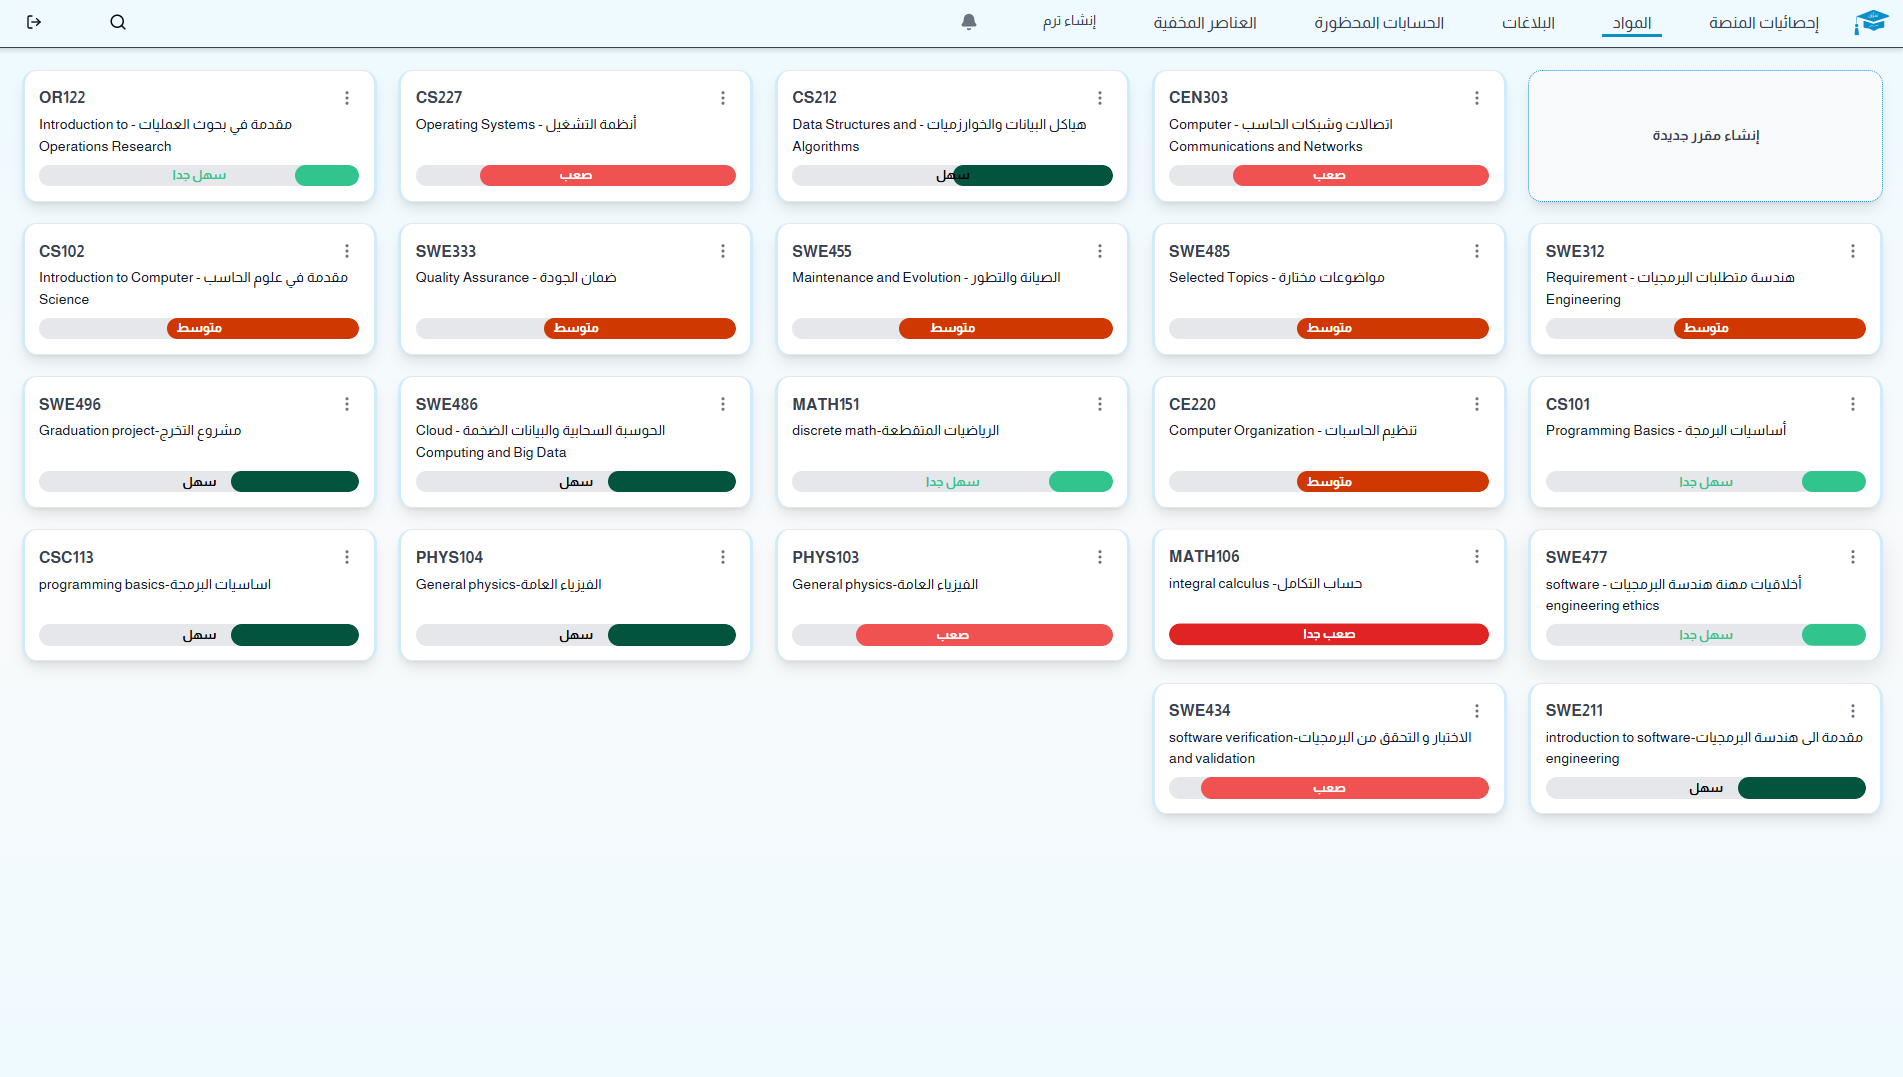 إحصائيات المنصة
المواد
البلاغات
الحسابات المحظورة
العناصر المخفية
إنشاء ترم
إنشاء مقرر جديدة
CEN303
اتصالات وشبكات الحاسب - Computer
Communications and Networks
صعب
CS212
هياكل البيانات والخوارزميات - Data Structures and
Algorithms
سهل
CS227
أنظمة التشغيل - Operating Systems
صعب
OR122
مقدمة في بحوث العمليات - Introduction to
Operations Research
سهل جدا
SWE312
هندسة متطلبات البرمجيات - Requirement
Engineering
متوسط
SWE485
مواضوعات مختارة - Selected Topics
متوسط
SWE455
الصيانة والتطور - Maintenance and Evolution
متوسط
SWE333
ضمان الجودة - Quality Assurance
متوسط
CS102
مقدمة في علوم الحاسب - Introduction to Computer
Science
متوسط
CS101
أساسيات البرمجة - Programming Basics
سهل جدا
CE220
تنظيم الحاسبات - Computer Organization
متوسط
MATH151
الرياضيات المتقطعة-discrete math
سهل جدا
SWE486
الحوسبة السحابية والبيانات الضخمة - Cloud
Computing and Big Data
سهل
SWE496
مشروع التخرج-Graduation project
سهل
SWE477
أخلاقيات مهنة هندسة البرمجيات - software
engineering ethics
سهل جدا
MATH106
حساب التكامل- integral calculus
صعب جدا
PHYS103
الفيزياء العامة-General physics
صعب
PHYS104
الفيزياء العامة-General physics
سهل
CSC113
اساسيات البرمجة-programming basics
سهل
SWE211
مقدمة الى هندسة البرمجيات-introduction to software
engineering
سهل
SWE434
الاختبار و التحقق من البرمجيات-software verification
and validation
صعب